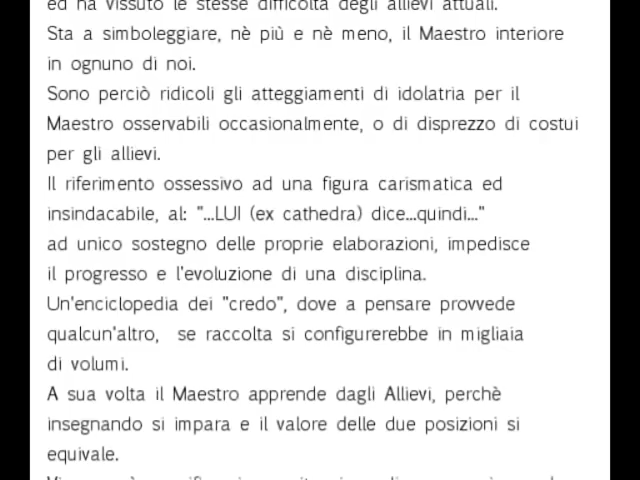 ed ha vissuto le stesse difficoltà degli allievi attuali.
Sta a simboleggiare, nè più e nè meno, il Maestro interiore
in ognuno di noi.
Sono perciò ridicoli gli atteggiamenti di idolatria per il
Maestro osservabili occasionalmente, o di disprezzo di costui
per gli allievi.
Il riferimento ossessivo ad una figura carismatica ed
insindacabile, al: "...LUI (ex cathedra) dice...quindi..."
ad unico sostegno delle proprie elaborazioni, impedisce
il progresso e l'evoluzione di una disciplina.
Un'enciclopedia dei "credo", dove a pensare provvede
qualcun'altro,  se raccolta si configurerebbe in migliaia
di volumi.
A sua volta il Maestro apprende dagli Allievi, perchè
insegnando si impara e il valore delle due posizioni si
equivale.